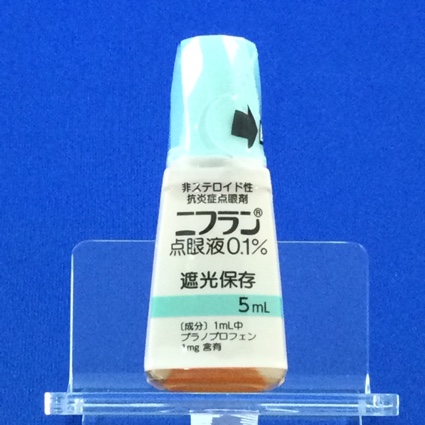 非ステロイド性
抗炎症点眼剤
ニフラン®
点眼液0.1%
遮光保存
5mL
〔成分〕1mL中
プラノプロフェン
1mg 含有